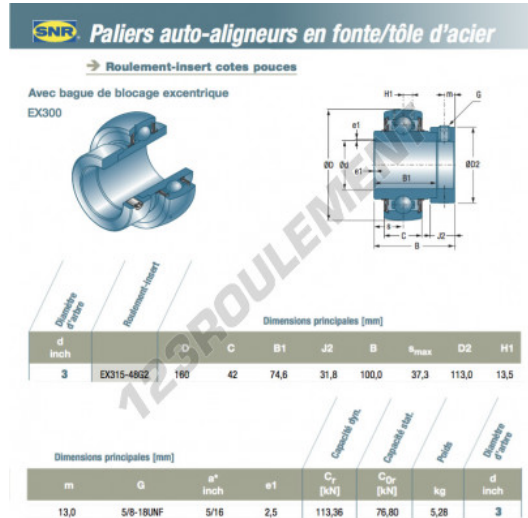 SNR Paliers auto-aligneurs en fonte/tôle d'acier
Roulement-insert cotes pouces
Avec bague de blocage excentrique
EX300
H1 m G
e1
ØD Ød ØD2
e1
B1
s
C J2
B
123ROULEMENT
Diamètre d'arbre Roulement-insert
Dimensions principales [mm]
d inch D C B1 J2 B smax D2 H1
3 EX315-48G2 160 42 74,6 31,8 100,0 37,3 113,0 13,5
Capacité dyn. Capacité stat. Poids Diamètre d'arbre
Dimensions principales [mm]
m G a* inch e1 Cr [kN] C0r [kN] kg d inch
13,0 5/8-18UNF 5/16 2,5 113,36 76,80 5,28 3